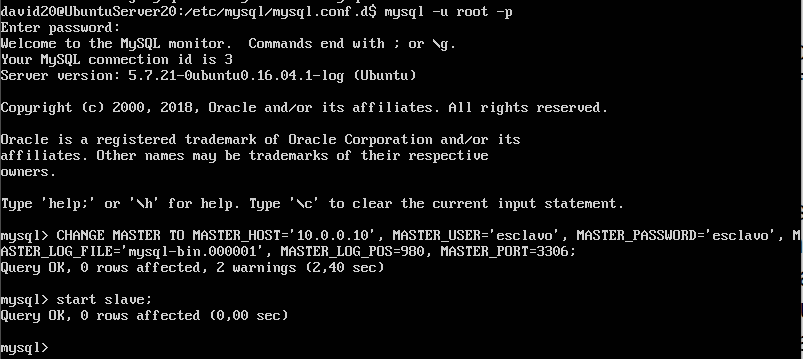 david20@UbuntuServer20:/etc/mysql/mysql.conf.d$ mysql -u root -p
Enter password:
Welcome to the MySQL monitor.  Commands end with ; or \g.
Your MySQL connection id is 3
Server version: 5.7.21-0ubuntu0.16.04.1-log (Ubuntu)

Copyright (c) 2000, 2018, Oracle and/or its affiliates. All rights reserved.

Oracle is a registered trademark of Oracle Corporation and/or its
affiliates. Other names may be trademarks of their respective
owners.

Type 'help;' or '\h' for help. Type '\c' to clear the current input statement.

mysql> CHANGE MASTER TO MASTER_HOST='10.0.0.10', MASTER_USER='esclavo', MASTER_PASSWORD='esclavo', M
ASTER_LOG_FILE='mysql-bin.000001', MASTER_LOG_POS=980, MASTER_PORT=3306;
Query OK, 0 rows affected, 2 warnings (2,40 sec)

mysql> start slave;
Query OK, 0 rows affected (0,00 sec)

mysql>